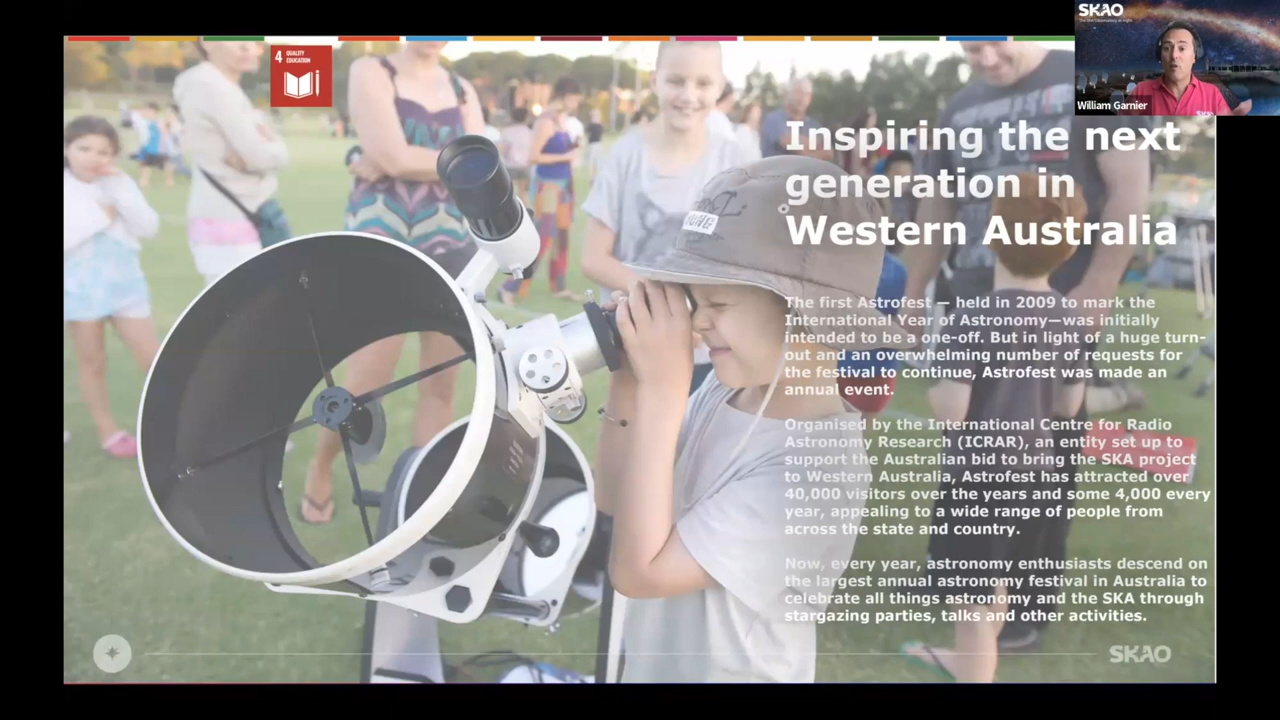 SKAO
William Garnier
4 QUALITY
EDUCATION
Inspiring the next
generation in
Western Australia
The first Astrofest — held in 2009 to mark the
International Year of Astronomy—was initially
intended to be a one-off. But in light of a huge turn-
out and an overwhelming number of requests for
the festival to continue, Astrofest was made an
annual event.
Organised by the International Centre for Radio
Astronomy Research (ICRAR), an entity set up to
support the Australian bid to bring the SKA project
to Western Australia, Astrofest has attracted over
40,000 visitors over the years and some 4,000 every
year, appealing to a wide range of people from
across the state and country.
Now, every year, astronomy enthusiasts descend on
the largest annual astronomy festival in Australia to
celebrate all things astronomy and the SKA through
stargazing parties, talks and other activities.
SKAO